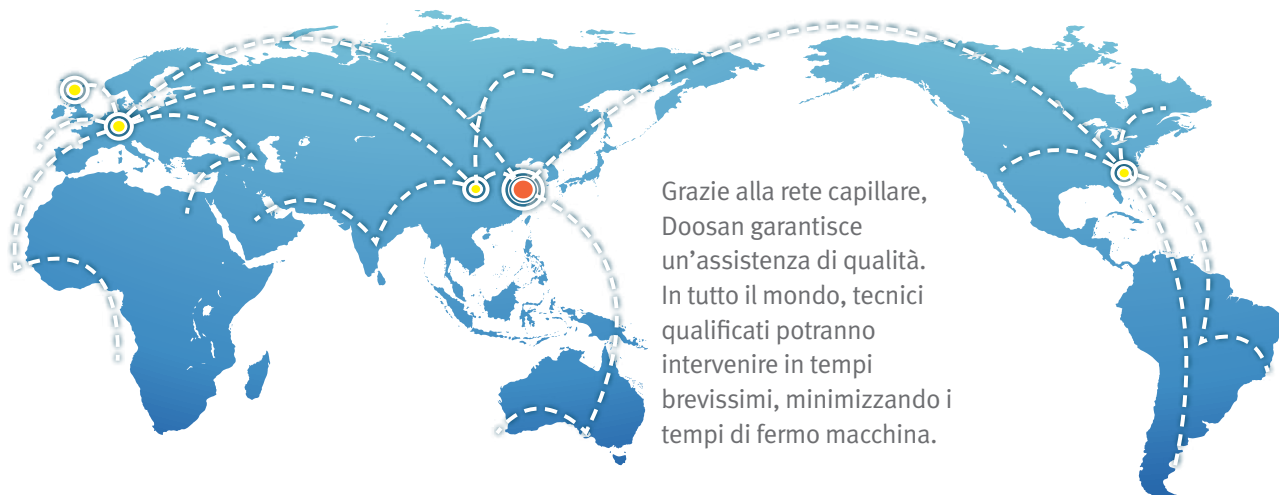 Grazie alla rete capillare,
Doosan garantisce
un’assistenza di qualità.
In tutto il mondo, tecnici
qualificati potranno
intervenire in tempi
brevissimi, minimizzando i
tempi di fermo macchina.